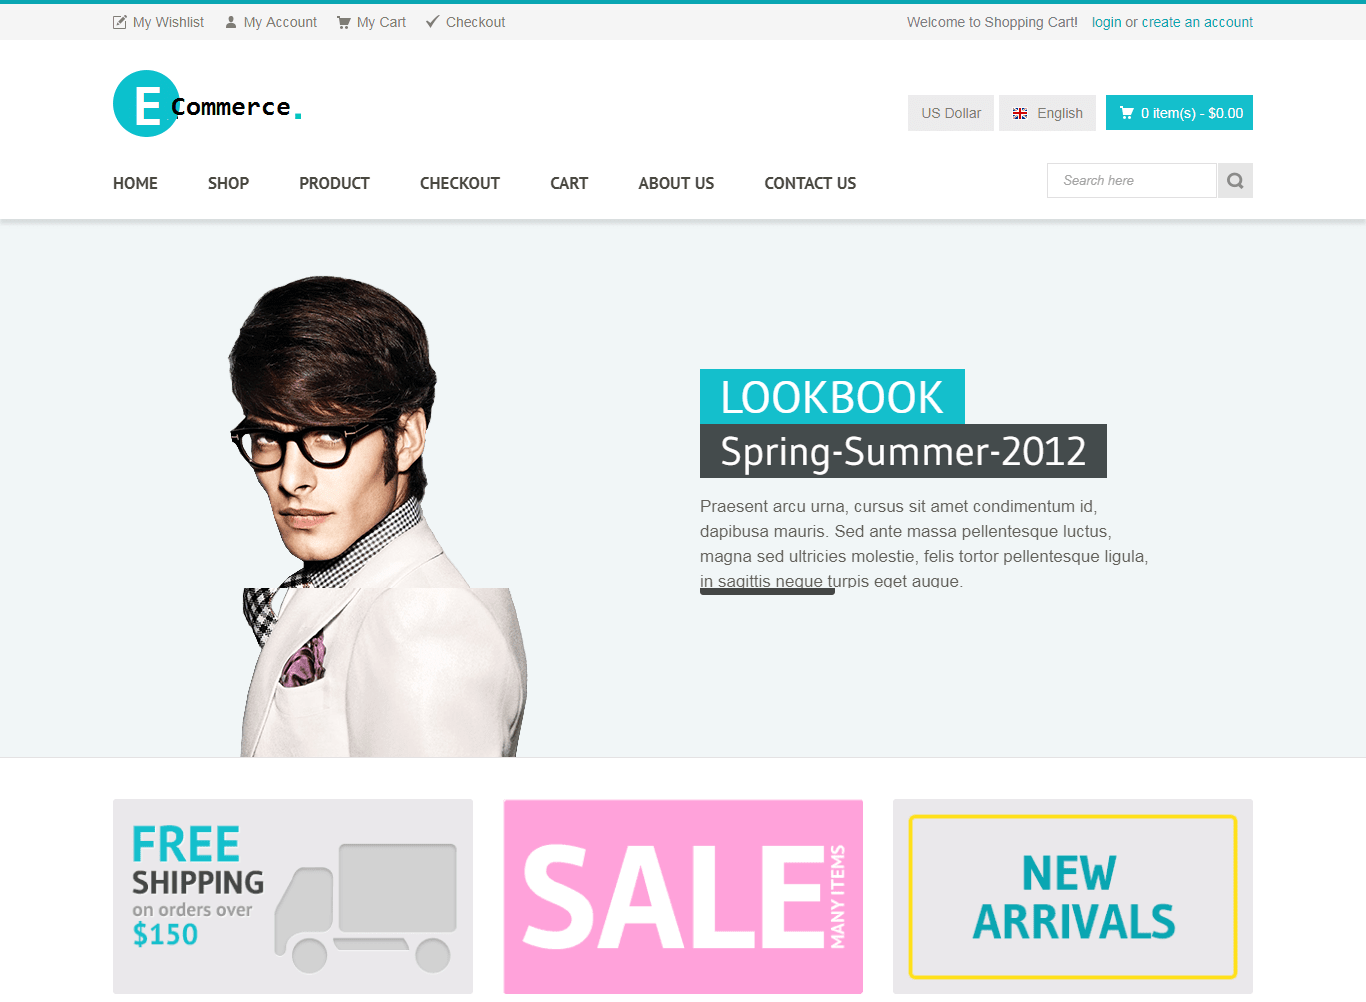 My Wishlist My Account My Cart Checkout Welcome to Shopping Cart! login or create an account
E Commerce.
US Dollar English 0 item(s) - $0.00
HOME SHOP PRODUCT CHECKOUT CART ABOUT US CONTACT US Search here
LOOKBOOK
Spring-Summer-2012
Praesent arcu urna, cursus sit amet condimentum id,
dapibusa mauris. Sed ante massa pellentesque luctus,
magna sed ultricies molestie, felis tortor pellentesque ligula,
in sagittis neque turpis eget augue.
FREE
SHIPPING
on orders over
$150
SALE
MANY ITEMS
NEW
ARRIVALS